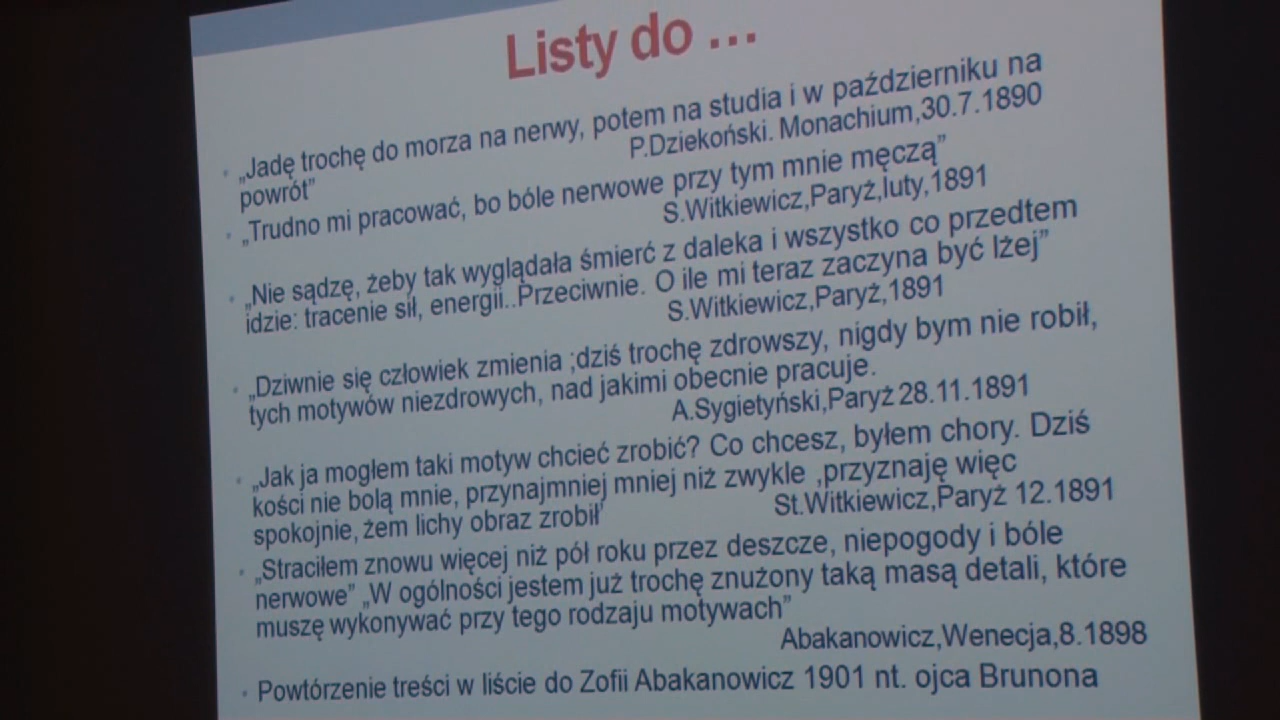 Listy do ...
„Jadę trochę do morza na nerwy, potem na studia i w październiku na
powrót”
P.Dziekoński. Monachium,30.7.1890
„Trudno mi pracować, bo bóle nerwowe przy tym mnie męczą”
S.Witkiewicz,Paryż,luty,1891
„Nie sądzę, żeby tak wyglądała śmierć z daleka i wszystko co przedtem
idzie: tracenie sił, energii..Przeciwnie. O ile mi teraz zaczyna być lżej”
S.Witkiewicz,Paryż,1891
„Dziwnie się człowiek zmienia ;dziś trochę zdrowszy, nigdy bym nie robił,
tych motywów niezdrowych, nad jakimi obecnie pracuje.
A.Sygietyński,Paryż 28.11.1891
„Jak ja mogłem taki motyw chcieć zrobić? Co chcesz, byłem chory. Dziś
kości nie bolą mnie, przynajmniej mniej niż zwykle ,przyznaję więc
spokojnie, żem lichy obraz zrobił'
St.Witkiewicz,Paryż 12.1891
„Straciłem znowu więcej niż pół roku przez deszcze, niepogody i bóle
nerwowe” „W ogólności jestem już trochę znużony taką masą detali, które
muszę wykonywać przy tego rodzaju motywach”
Abakanowicz,Wenecja,8.1898
Powtórzenie treści w liście do Zofii Abakanowicz 1901 nt. ojca Brunona